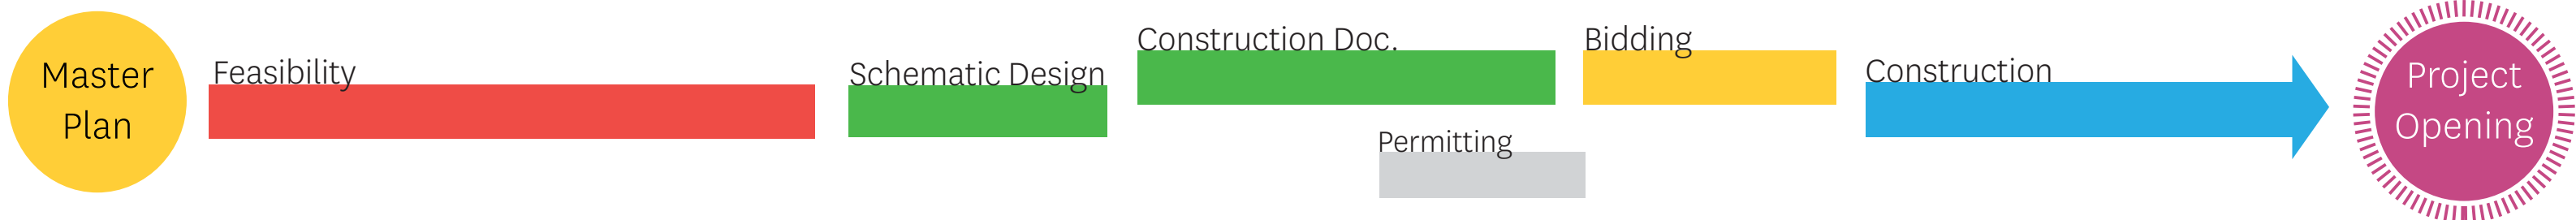 Master
Plan
Feasibility
Schematic Design
Construction Doc.
Permitting
Bidding
Construction
Project
Opening